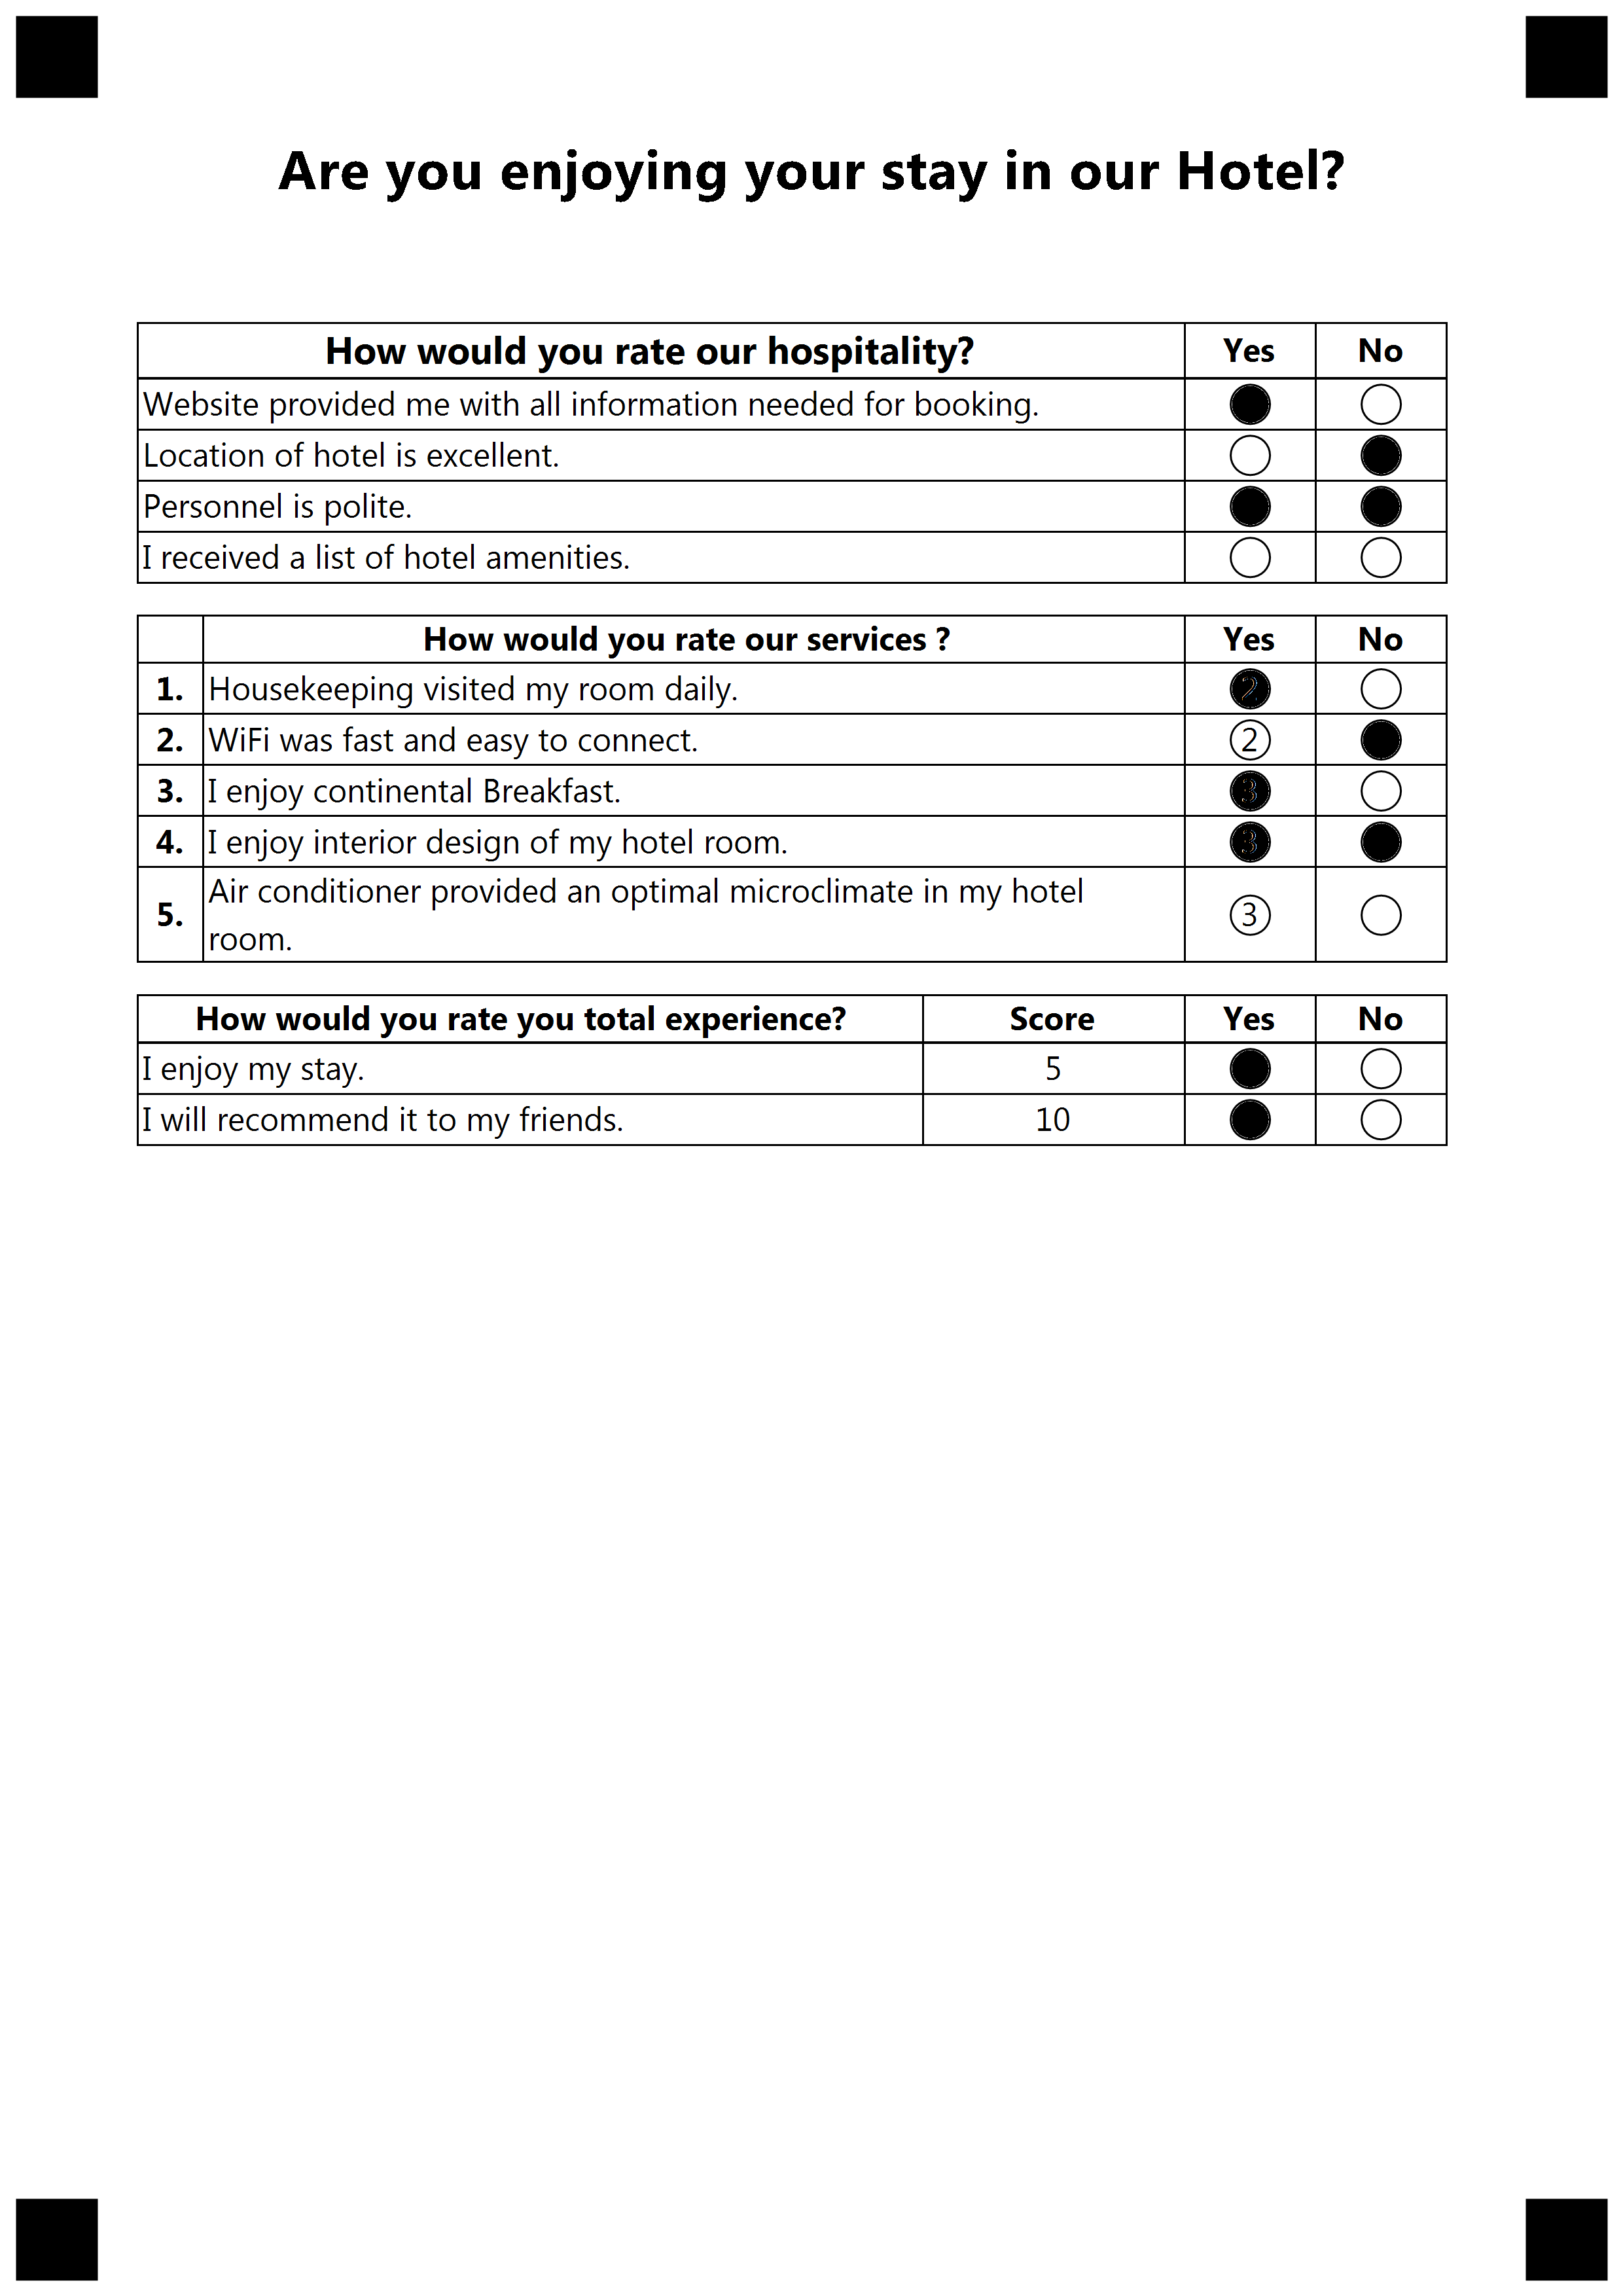 Are you enjoying your stay in our Hotel?
How would you rate our hospitality? Yes No
Website provided me with all information needed for booking.
Location of hotel is excellent.
Personnel is polite.
I received a list of hotel amenities.
How would you rate our services ? Yes No
1. Housekeeping visited my room daily. 2
2. WiFi was fast and easy to connect. 2
3. I enjoy continental Breakfast. 3
4. I enjoy interior design of my hotel room. 3
5. Air conditioner provided an optimal microclimate in my hotel
room. 3
How would you rate you total experience? Score Yes No
I enjoy my stay. 5
I will recommend it to my friends. 10